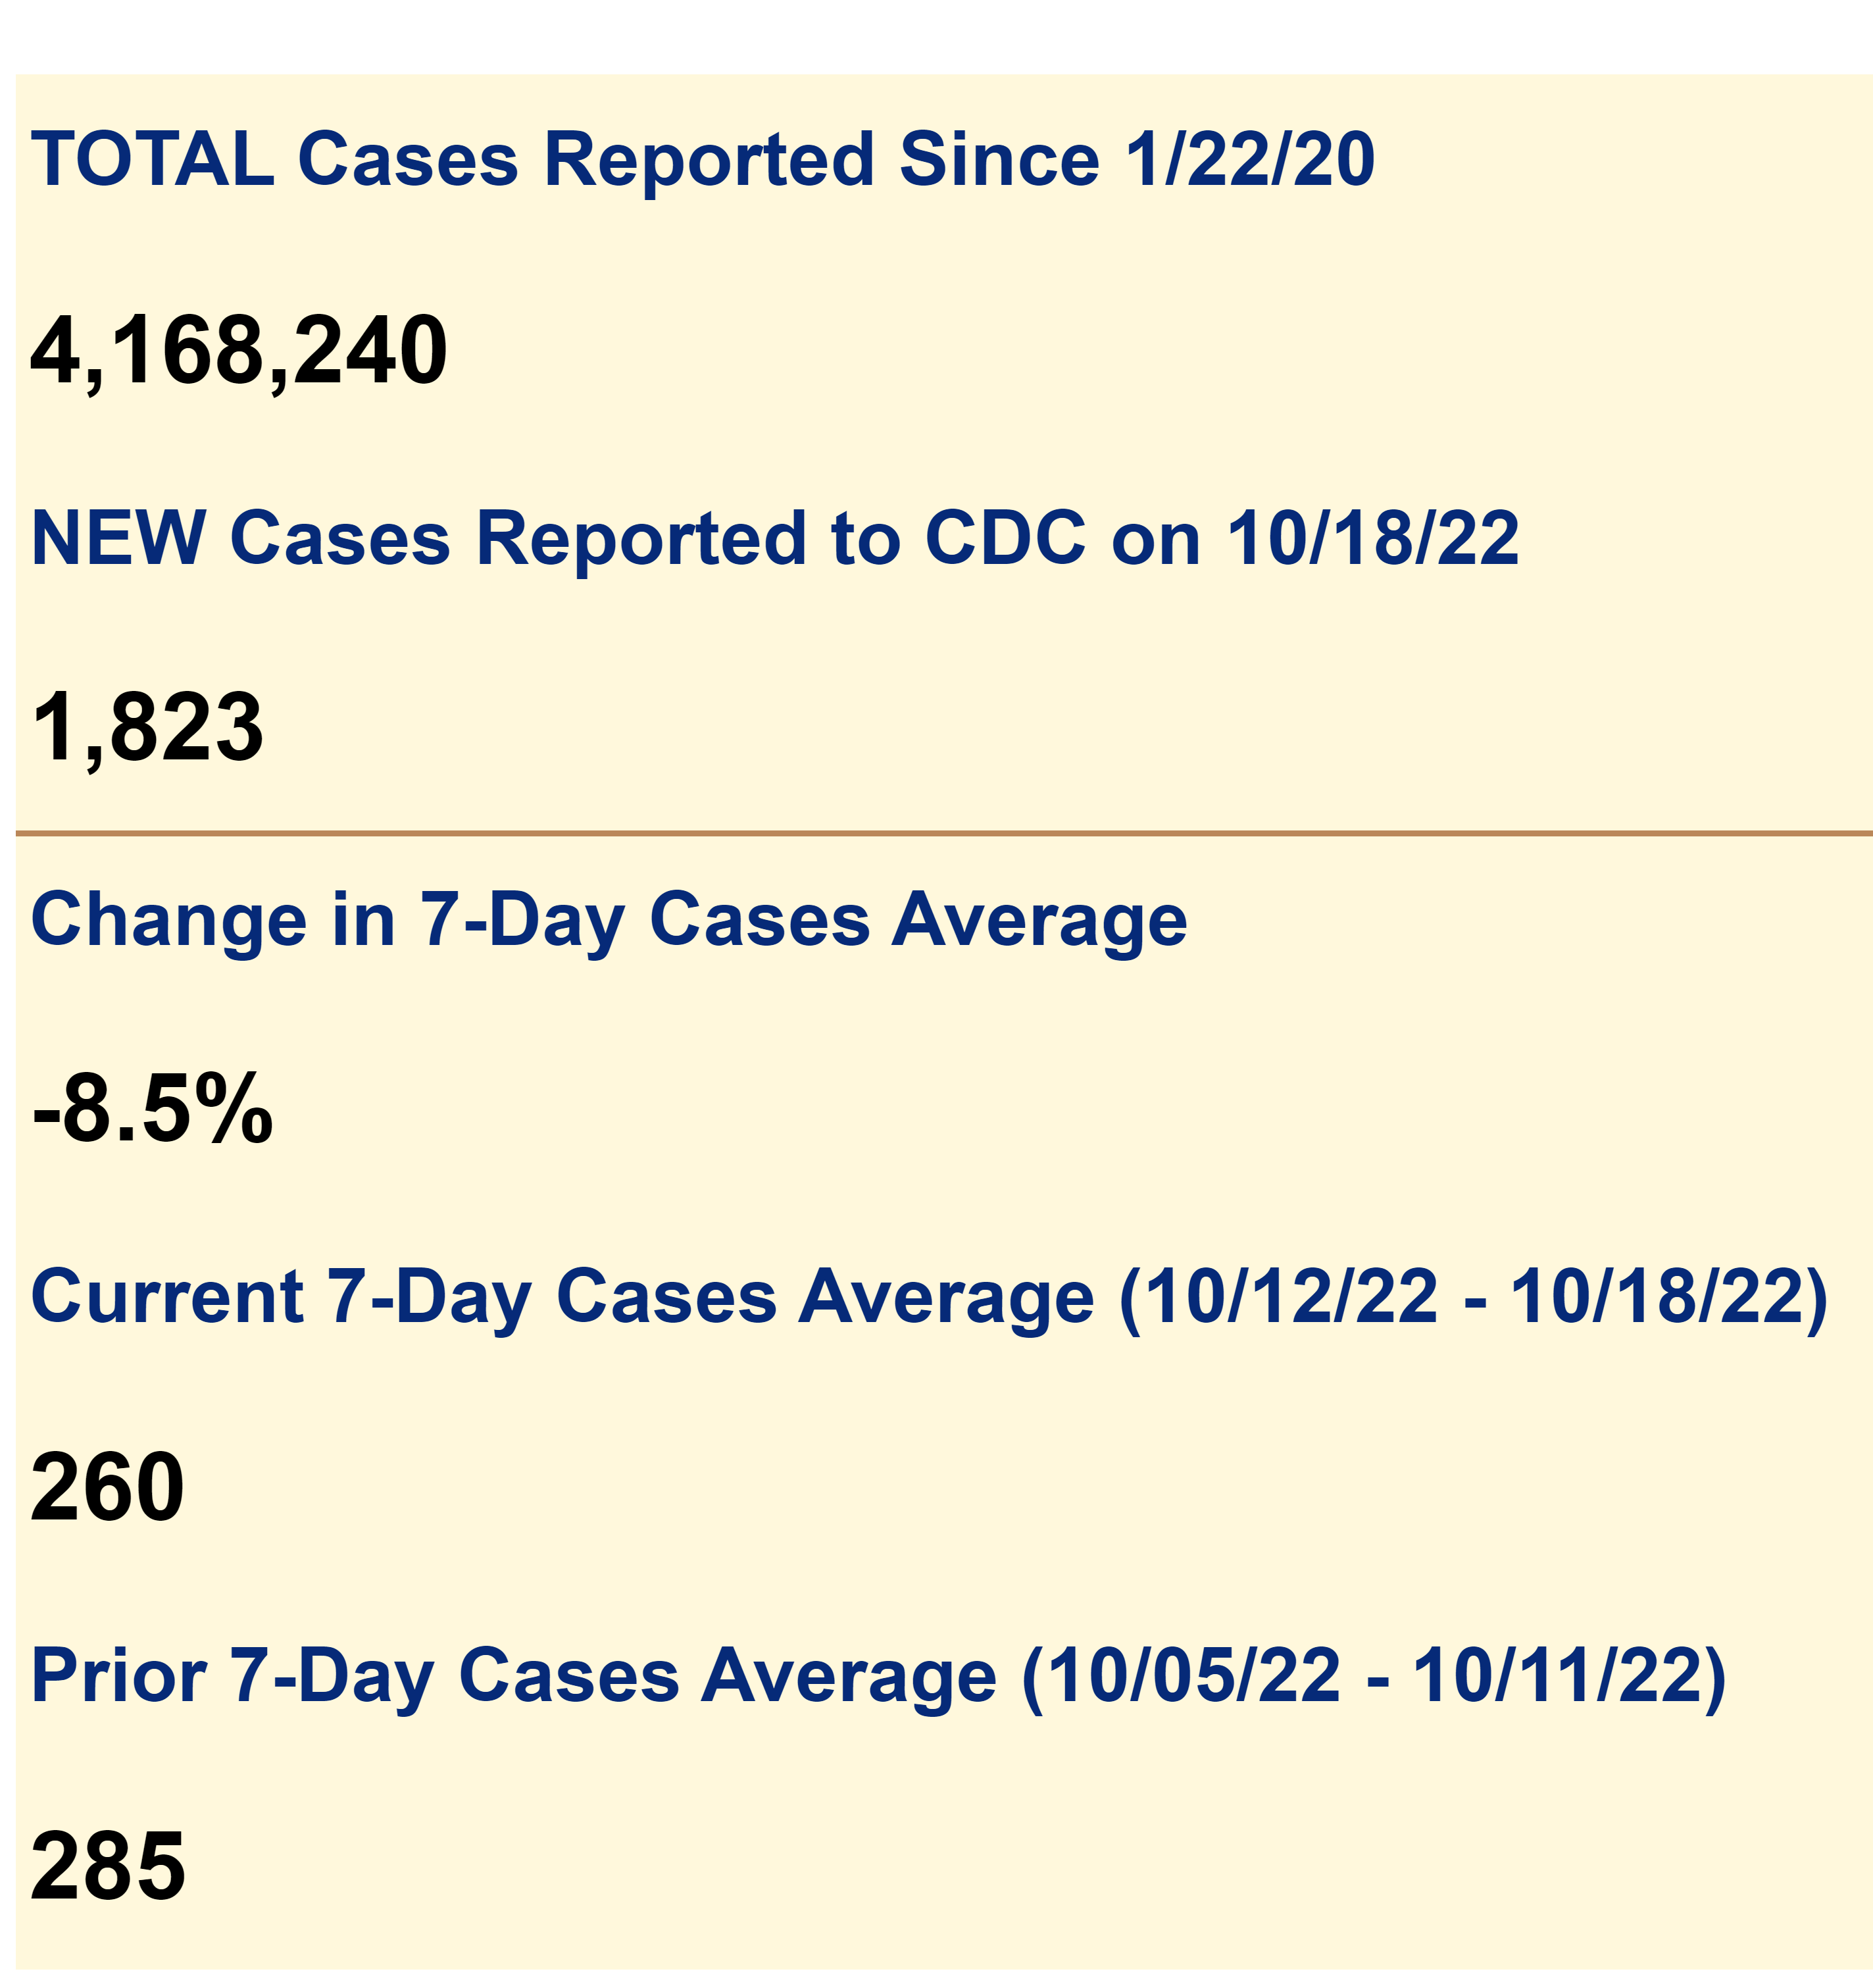 TOTAL Cases Reported Since 1/22/20
4,168,240
NEW Cases Reported to CDC on 10/18/22
1,823
Change in 7-Day Cases Average
-8.5%
Current 7-Day Cases Average (10/12/22 - 10/18/22)
260
Prior 7-Day Cases Average (10/05/22 - 10/11/22)
285